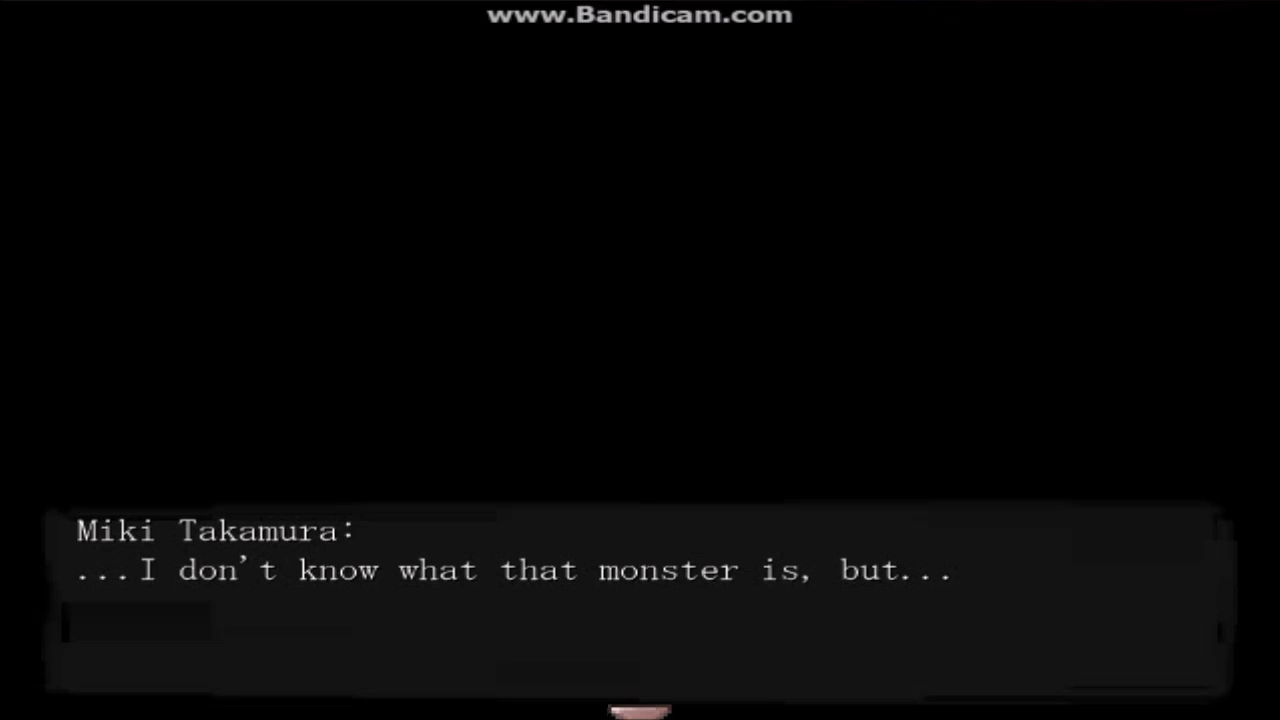 www.Bandicam.com
Miki Takamura:
...I don't know what that monster is, but...